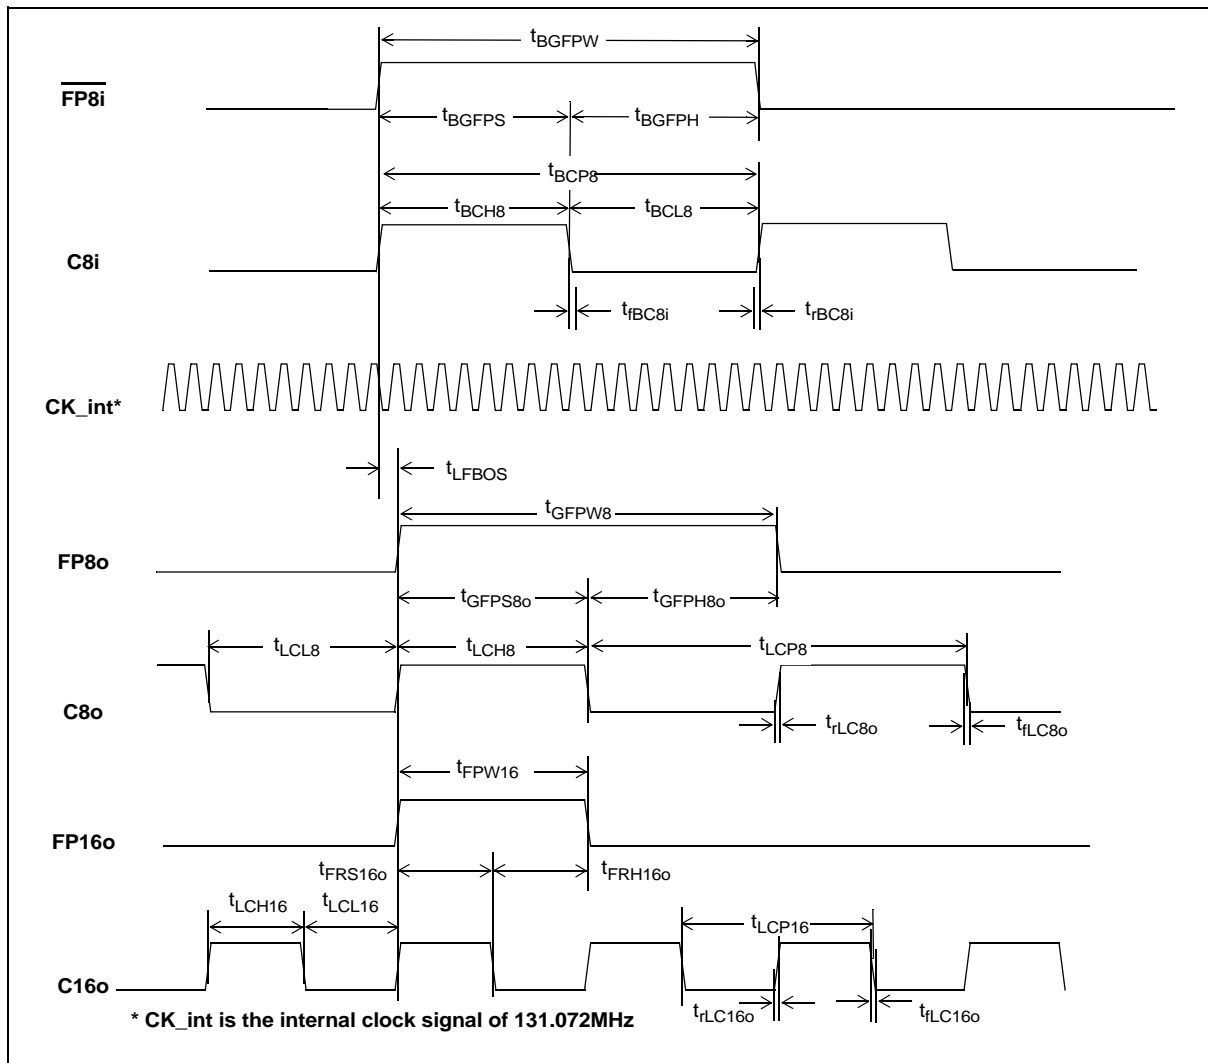 tBGFPW
FP8i
tBGFPS tBGFPH
tBCP8
tBCH8 tBCL8
C8i
tfBC8i trBC8i
CK_int*
tLFBOS
tGFPW8
FP8o
tGFPS8o tGFPH8o
tLCL8 tLCH8 tLCP8
C8o
trLC8o tfLC8o
tFPW16
FP16o
tFRS16o tFRH16o
tLCH16 tLCL16 tLCP16
C16o
trLC16o tfLC16o
* CK_int is the internal clock signal of 131.072MHz